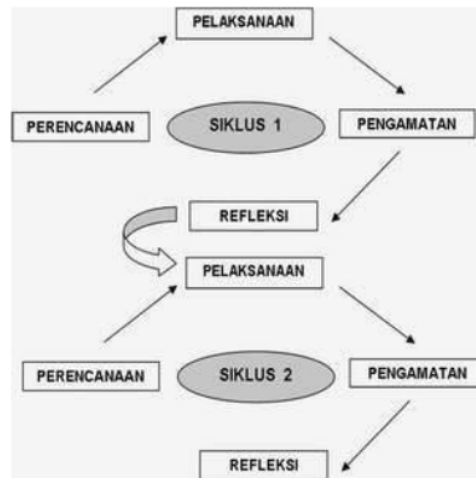 PELAKSANAAN
PERENCANAAN
SIKLUS 1
PENGAMATAN
REFLEKSI
PELAKSANAAN
PERENCANAAN
SIKLUS 2
PENGAMATAN
REFLEKSI